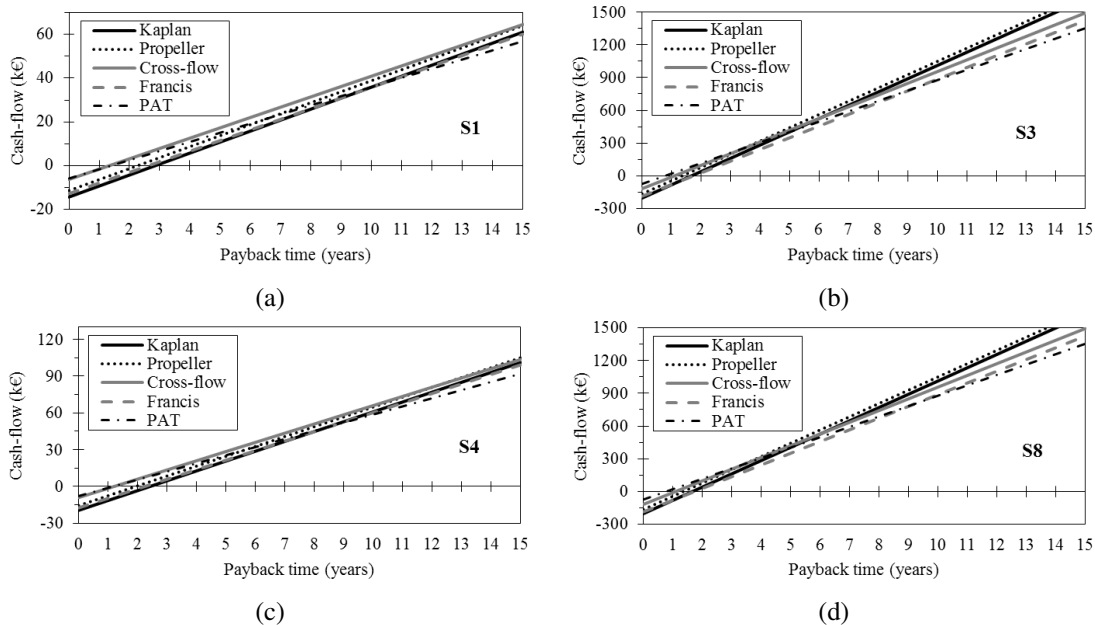 60
40
20
0
-20
Cash-flow (k€)
Kaplan
Propeller
Cross-flow
Francis
PAT
S1
0 1 2 3 4 5 6 7 8 9 10 11 12 13 14 15
Payback time (years)
(a)
1500
1200
900
600
300
0
-300
Cash-flow (k€)
Kaplan
Propeller
Cross-flow
Francis
PAT
S3
0 1 2 3 4 5 6 7 8 9 10 11 12 13 14 15
Payback time (years)
(b)
120
90
60
30
0
-30
Cash-flow (k€)
Kaplan
Propeller
Cross-flow
Francis
PAT
S4
0 1 2 3 4 5 6 7 8 9 10 11 12 13 14 15
Payback time (years)
(c)
1500
1200
900
600
300
0
-300
Cash-flow (k€)
Kaplan
Propeller
Cross-flow
Francis
PAT
S8
0 1 2 3 4 5 6 7 8 9 10 11 12 13 14 15
Payback time (years)
(d)